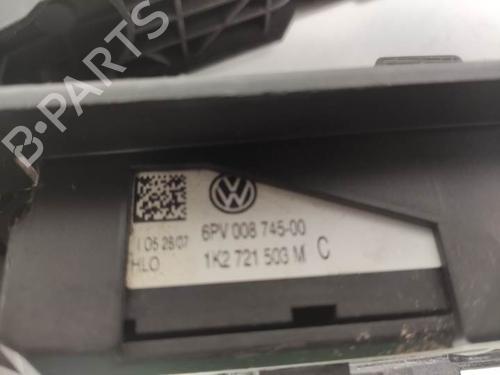 B-PARTS
VW
I 05 28/07 6PV 008 745-00
HLO 1K2 721 503 M C